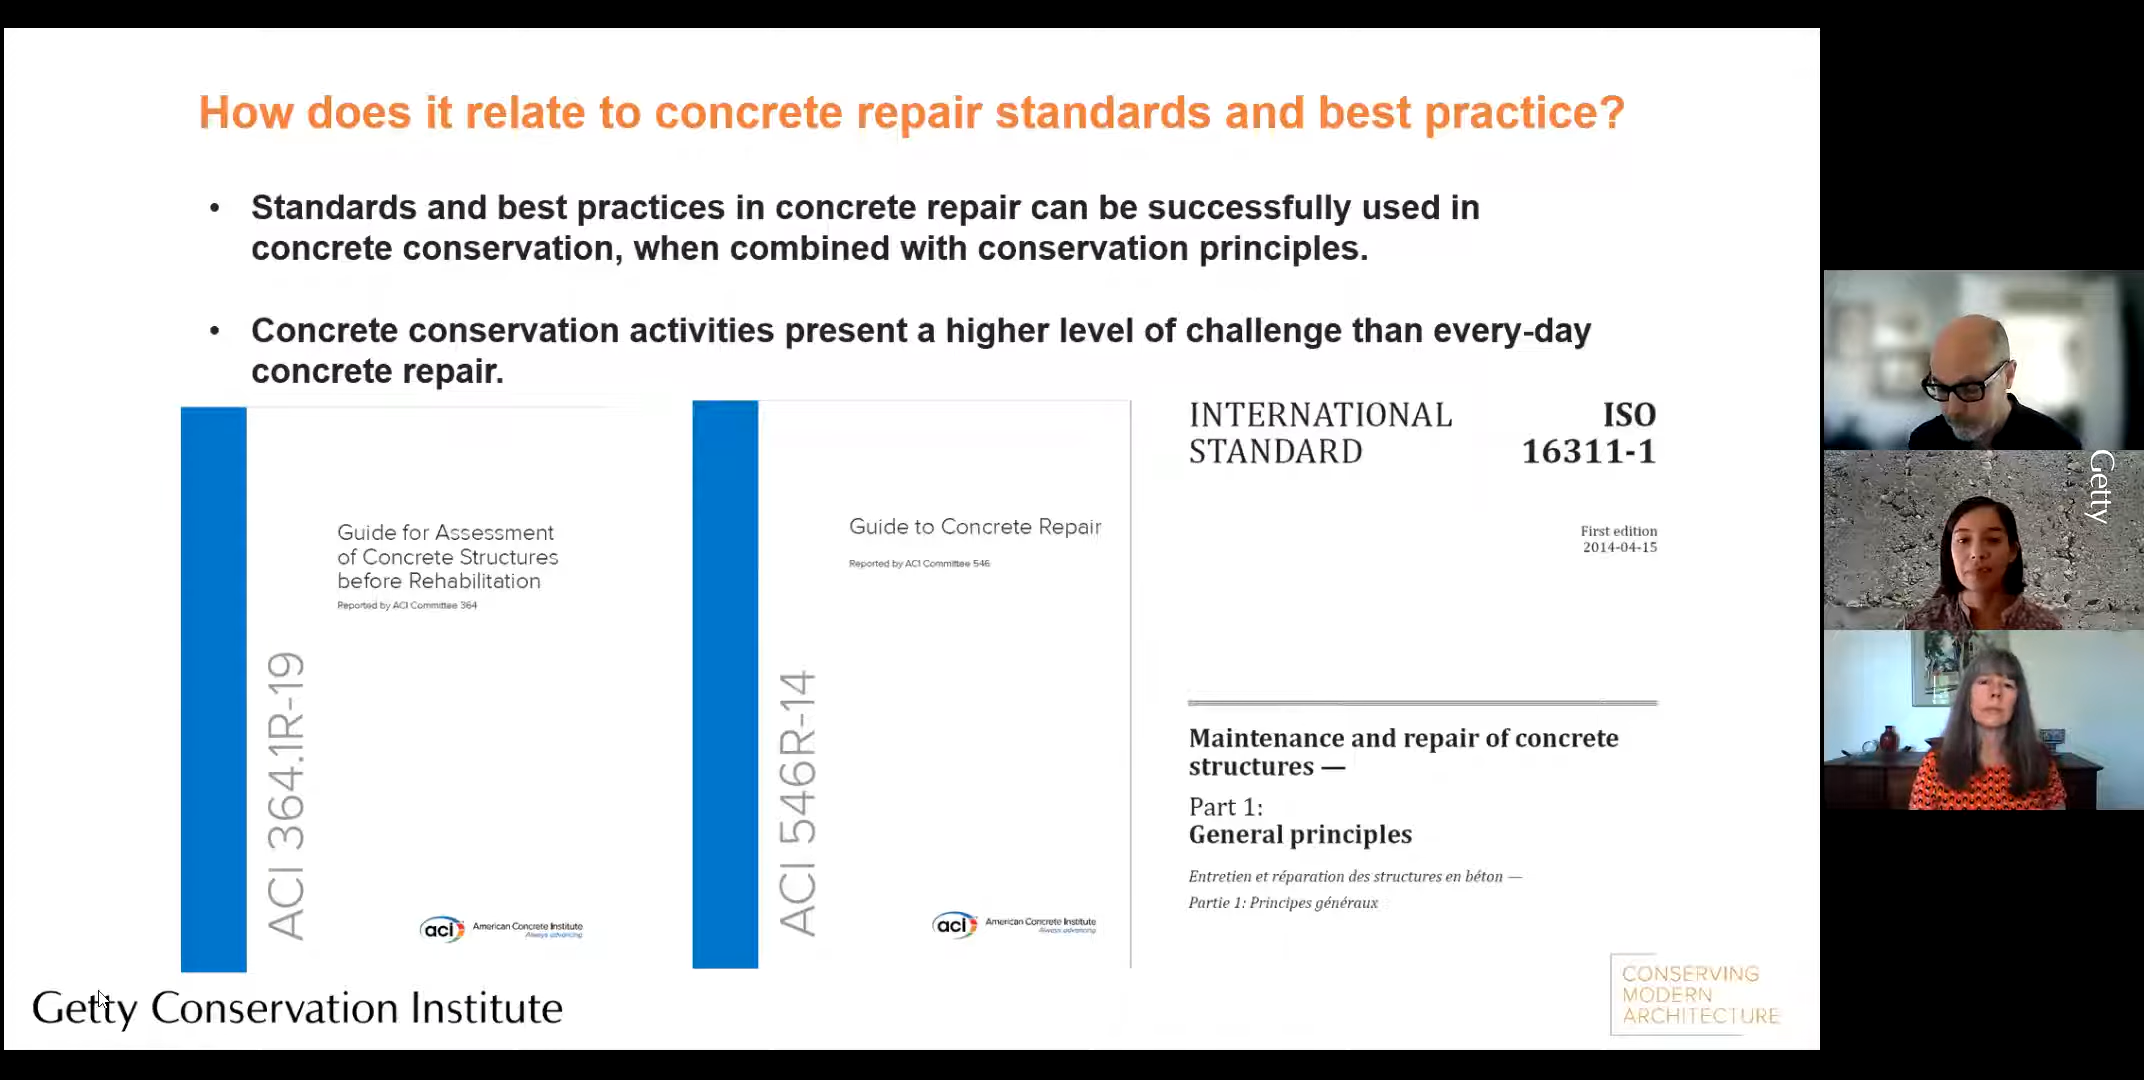 How does it relate to concrete repair standards and best practice?
• Standards and best practices in concrete repair can be successfully used in
concrete conservation, when combined with conservation principles.
• Concrete conservation activities present a higher level of challenge than every-day
concrete repair.
Guide for Assessment
of Concrete Structures
before Rehabilitation
Reported by ACI Committee 364
ACI 364.1R-19
aci American Concrete Institute
Always advancing
Guide to Concrete Repair
Reported by ACI Committee 546
ACI 546R-14
aci American Concrete Institute
Always advancing
INTERNATIONAL
STANDARD
ISO
16311-1
First edition
2014-04-15
Maintenance and repair of concrete
structures —
Part 1:
General principles
Entretien et réparation des structures en béton —
Partie 1: Principes généraux
Getty Conservation Institute
CONSERVING
MODERN
ARCHITECTURE
Getty